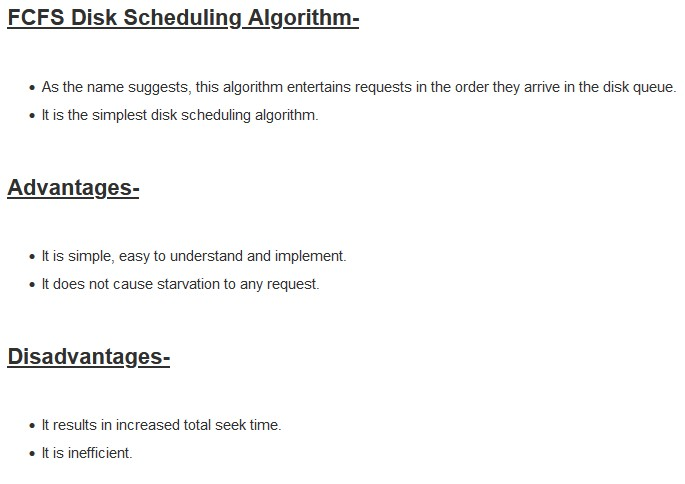 FCFS Disk Scheduling Algorithm-
• As the name suggests, this algorithm entertains requests in the order they arrive in the disk queue.
• It is the simplest disk scheduling algorithm.
Advantages-
• It is simple, easy to understand and implement.
• It does not cause starvation to any request.
Disadvantages-
• It results in increased total seek time.
• It is inefficient.